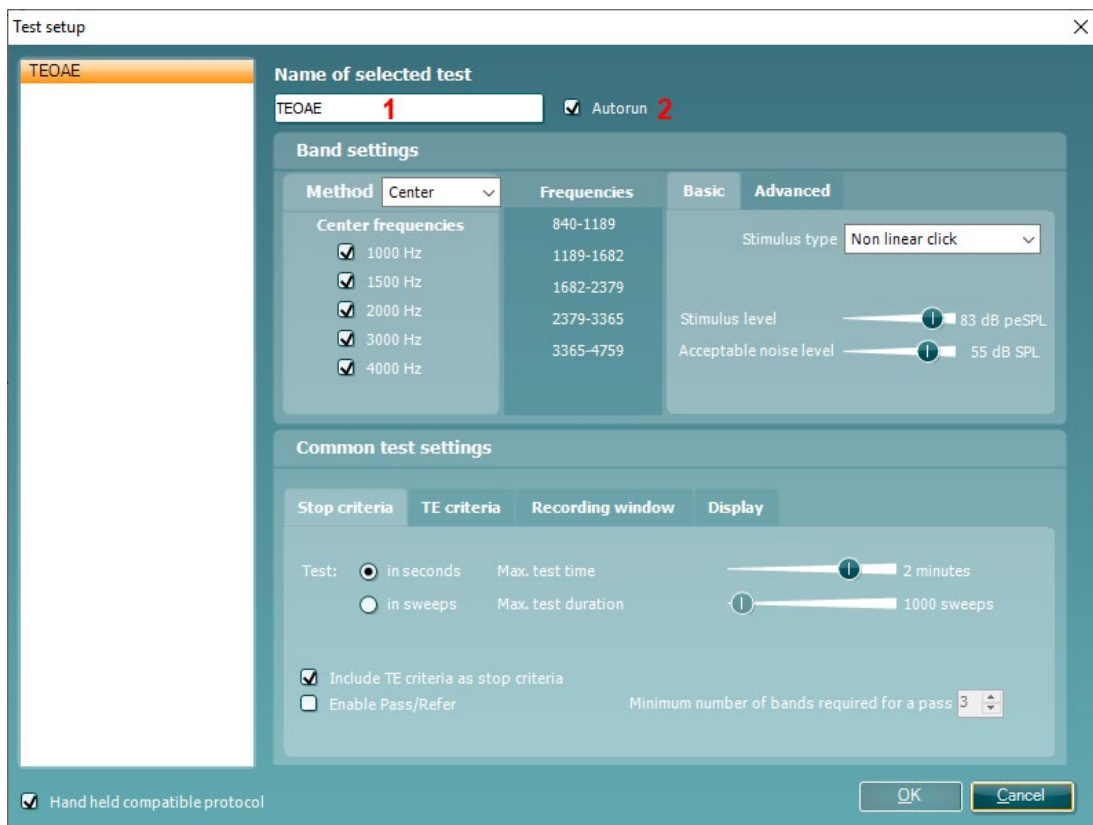 Test setup
TEOAE
Name of selected test
TEOAE 1 Autorun 2
Band settings
Method Center
Center frequencies
1000 Hz
1500 Hz
2000 Hz
3000 Hz
4000 Hz
Frequencies
840-1189
1189-1682
1682-2379
2379-3365
3365-4759
Basic Advanced
Stimulus type Non linear click
Stimulus level 83 dB peSPL
Acceptable noise level 55 dB SPL
Common test settings
Stop criteria TE criteria Recording window Display
Test: in seconds Max. test time 2 minutes
in sweeps Max. test duration 1000 sweeps
Include TE criteria as stop criteria
Enable Pass/Refer Minimum number of bands required for a pass 3
Hand held compatible protocol OK Cancel